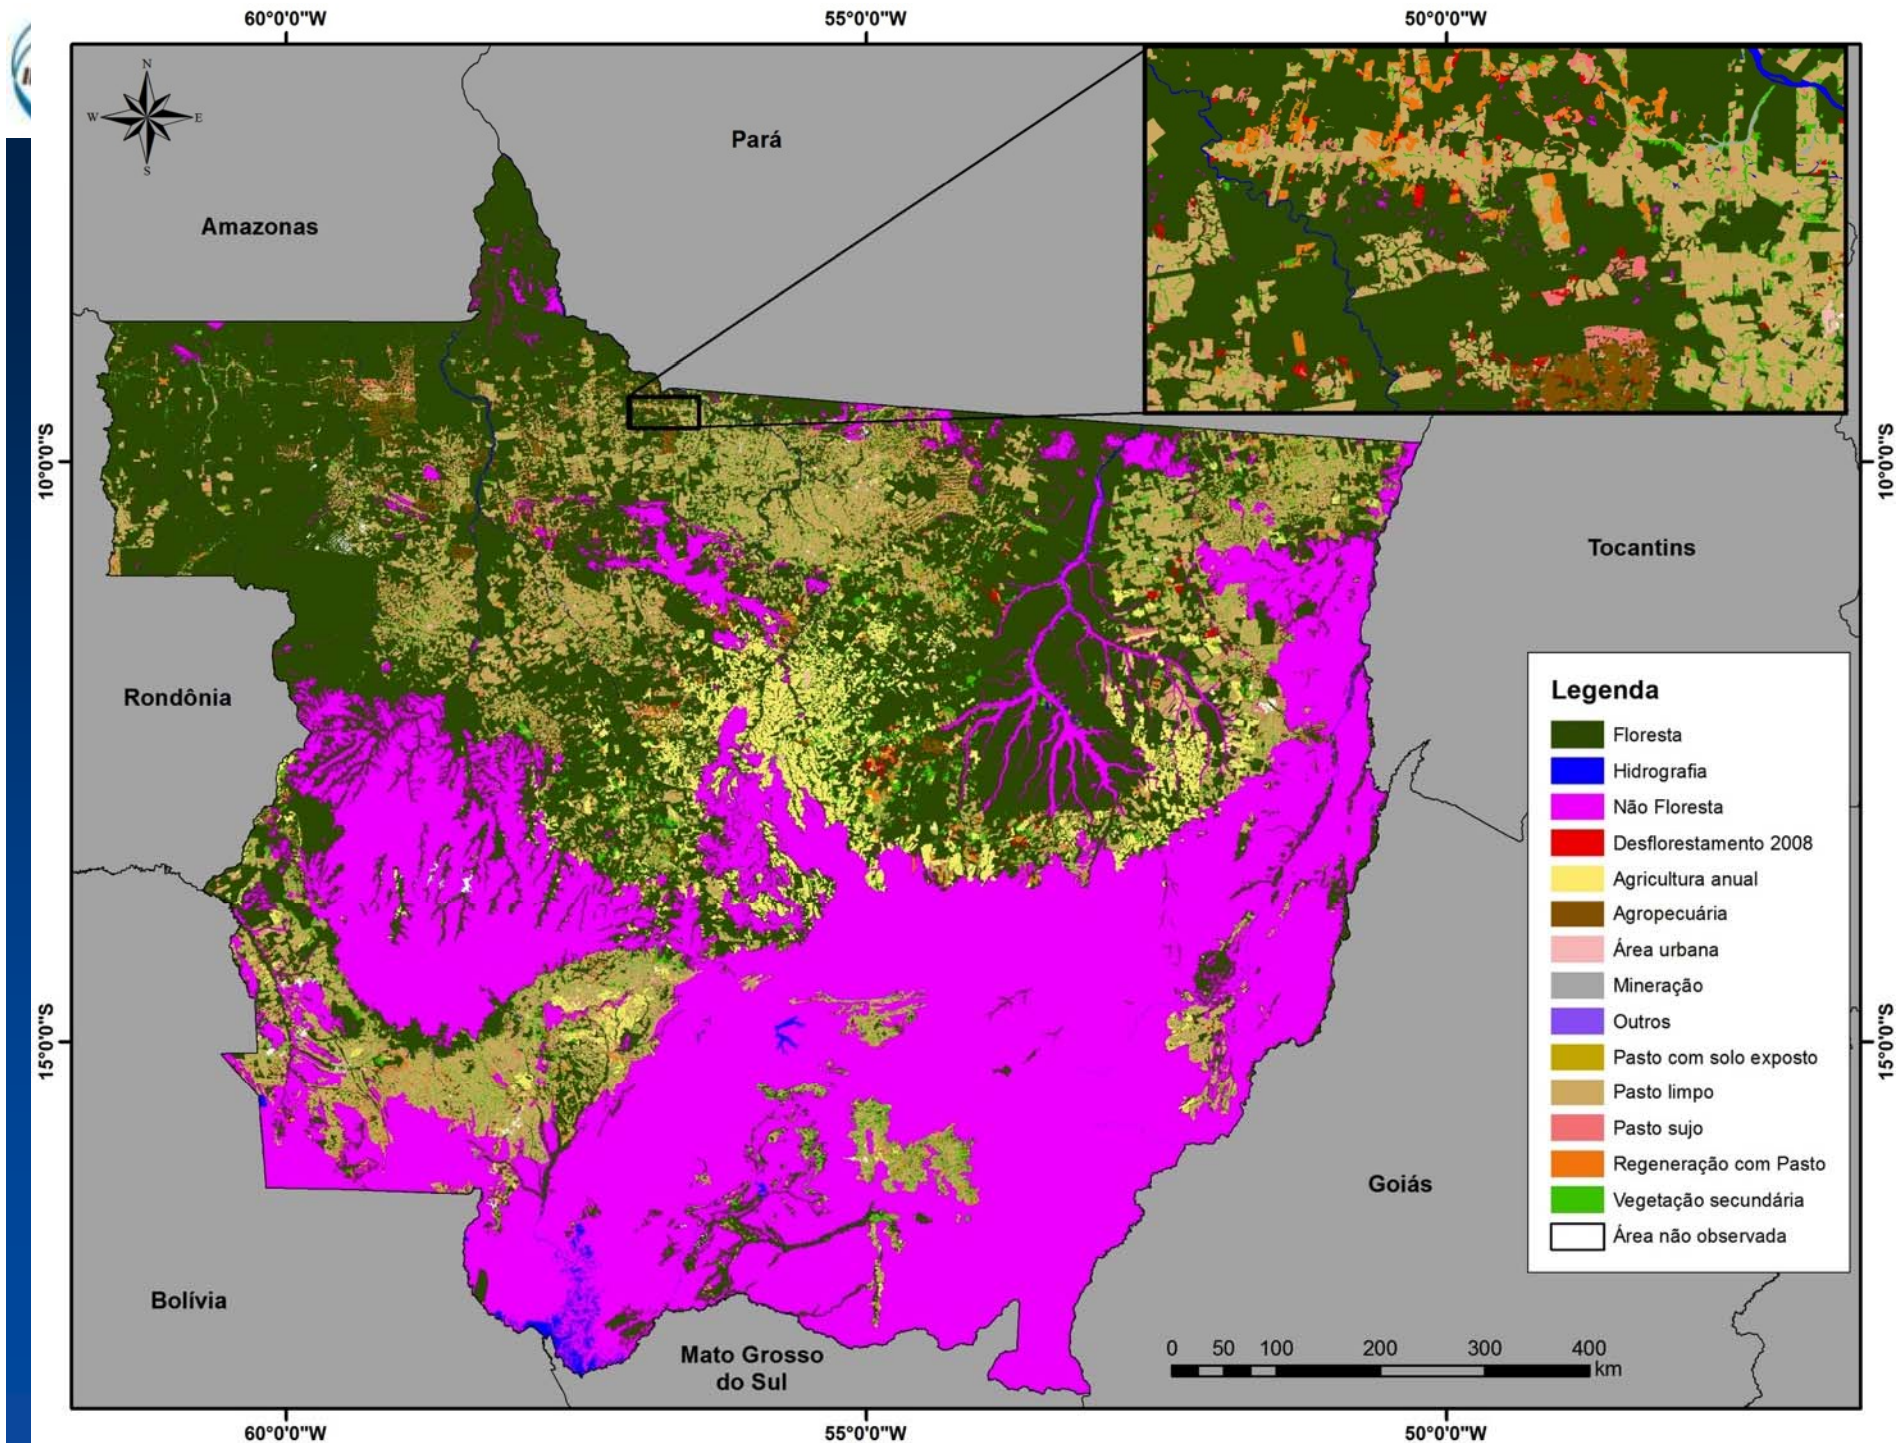 60°0'0"W
55°0'0"W
50°0'0"W
N
W
E
S
Pará
Amazonas
10°0'0"S
10°0'0"S
Tocantins
Rondônia
Legenda
Floresta
Hidrografia
Não Floresta
Desflorestamento 2008
Agricultura anual
Agropecuária
Área urbana
Mineração
Outros
Pasto com solo exposto
Pasto limpo
Pasto sujo
Regeneração com Pasto
Vegetação secundária
Área não observada
15°0'0"S
15°0'0"S
Goiás
Bolívia
Mato Grosso
do Sul
0 50 100 200 300 400
km
60°0'0"W
55°0'0"W
50°0'0"W